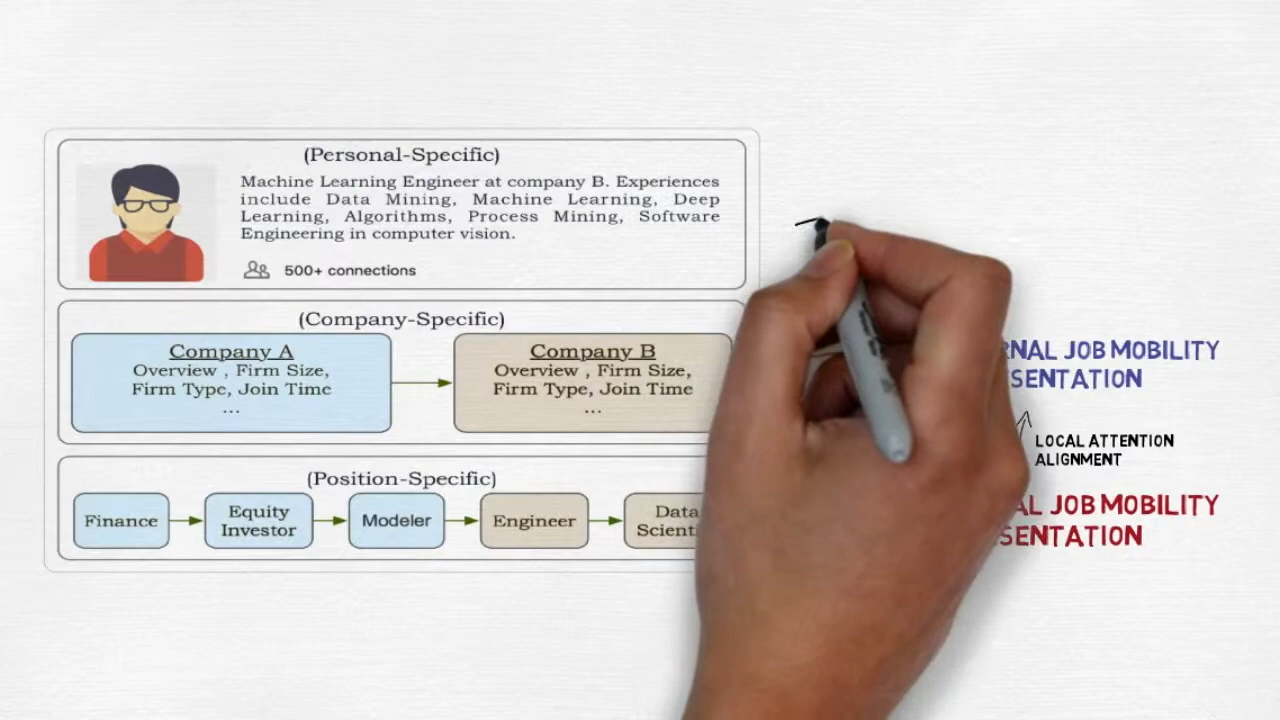 (Personal-Specific)
Machine Learning Engineer at company B. Experiences
include Data Mining, Machine Learning, Deep
Learning, Algorithms, Process Mining, Software
Engineering in computer vision.
500+ connections
(Company-Specific)
Company A
Overview , Firm Size,
Firm Type, Join Time
...
Company B
Overview , Firm Size,
Firm Type, Join Time
...
(Position-Specific)
Finance
Equity
Investor
Modeler
Engineer
Data
JOB MOBILITY
LOCAL ATTENTION
ALIGNMENT
JOB MOBILITY